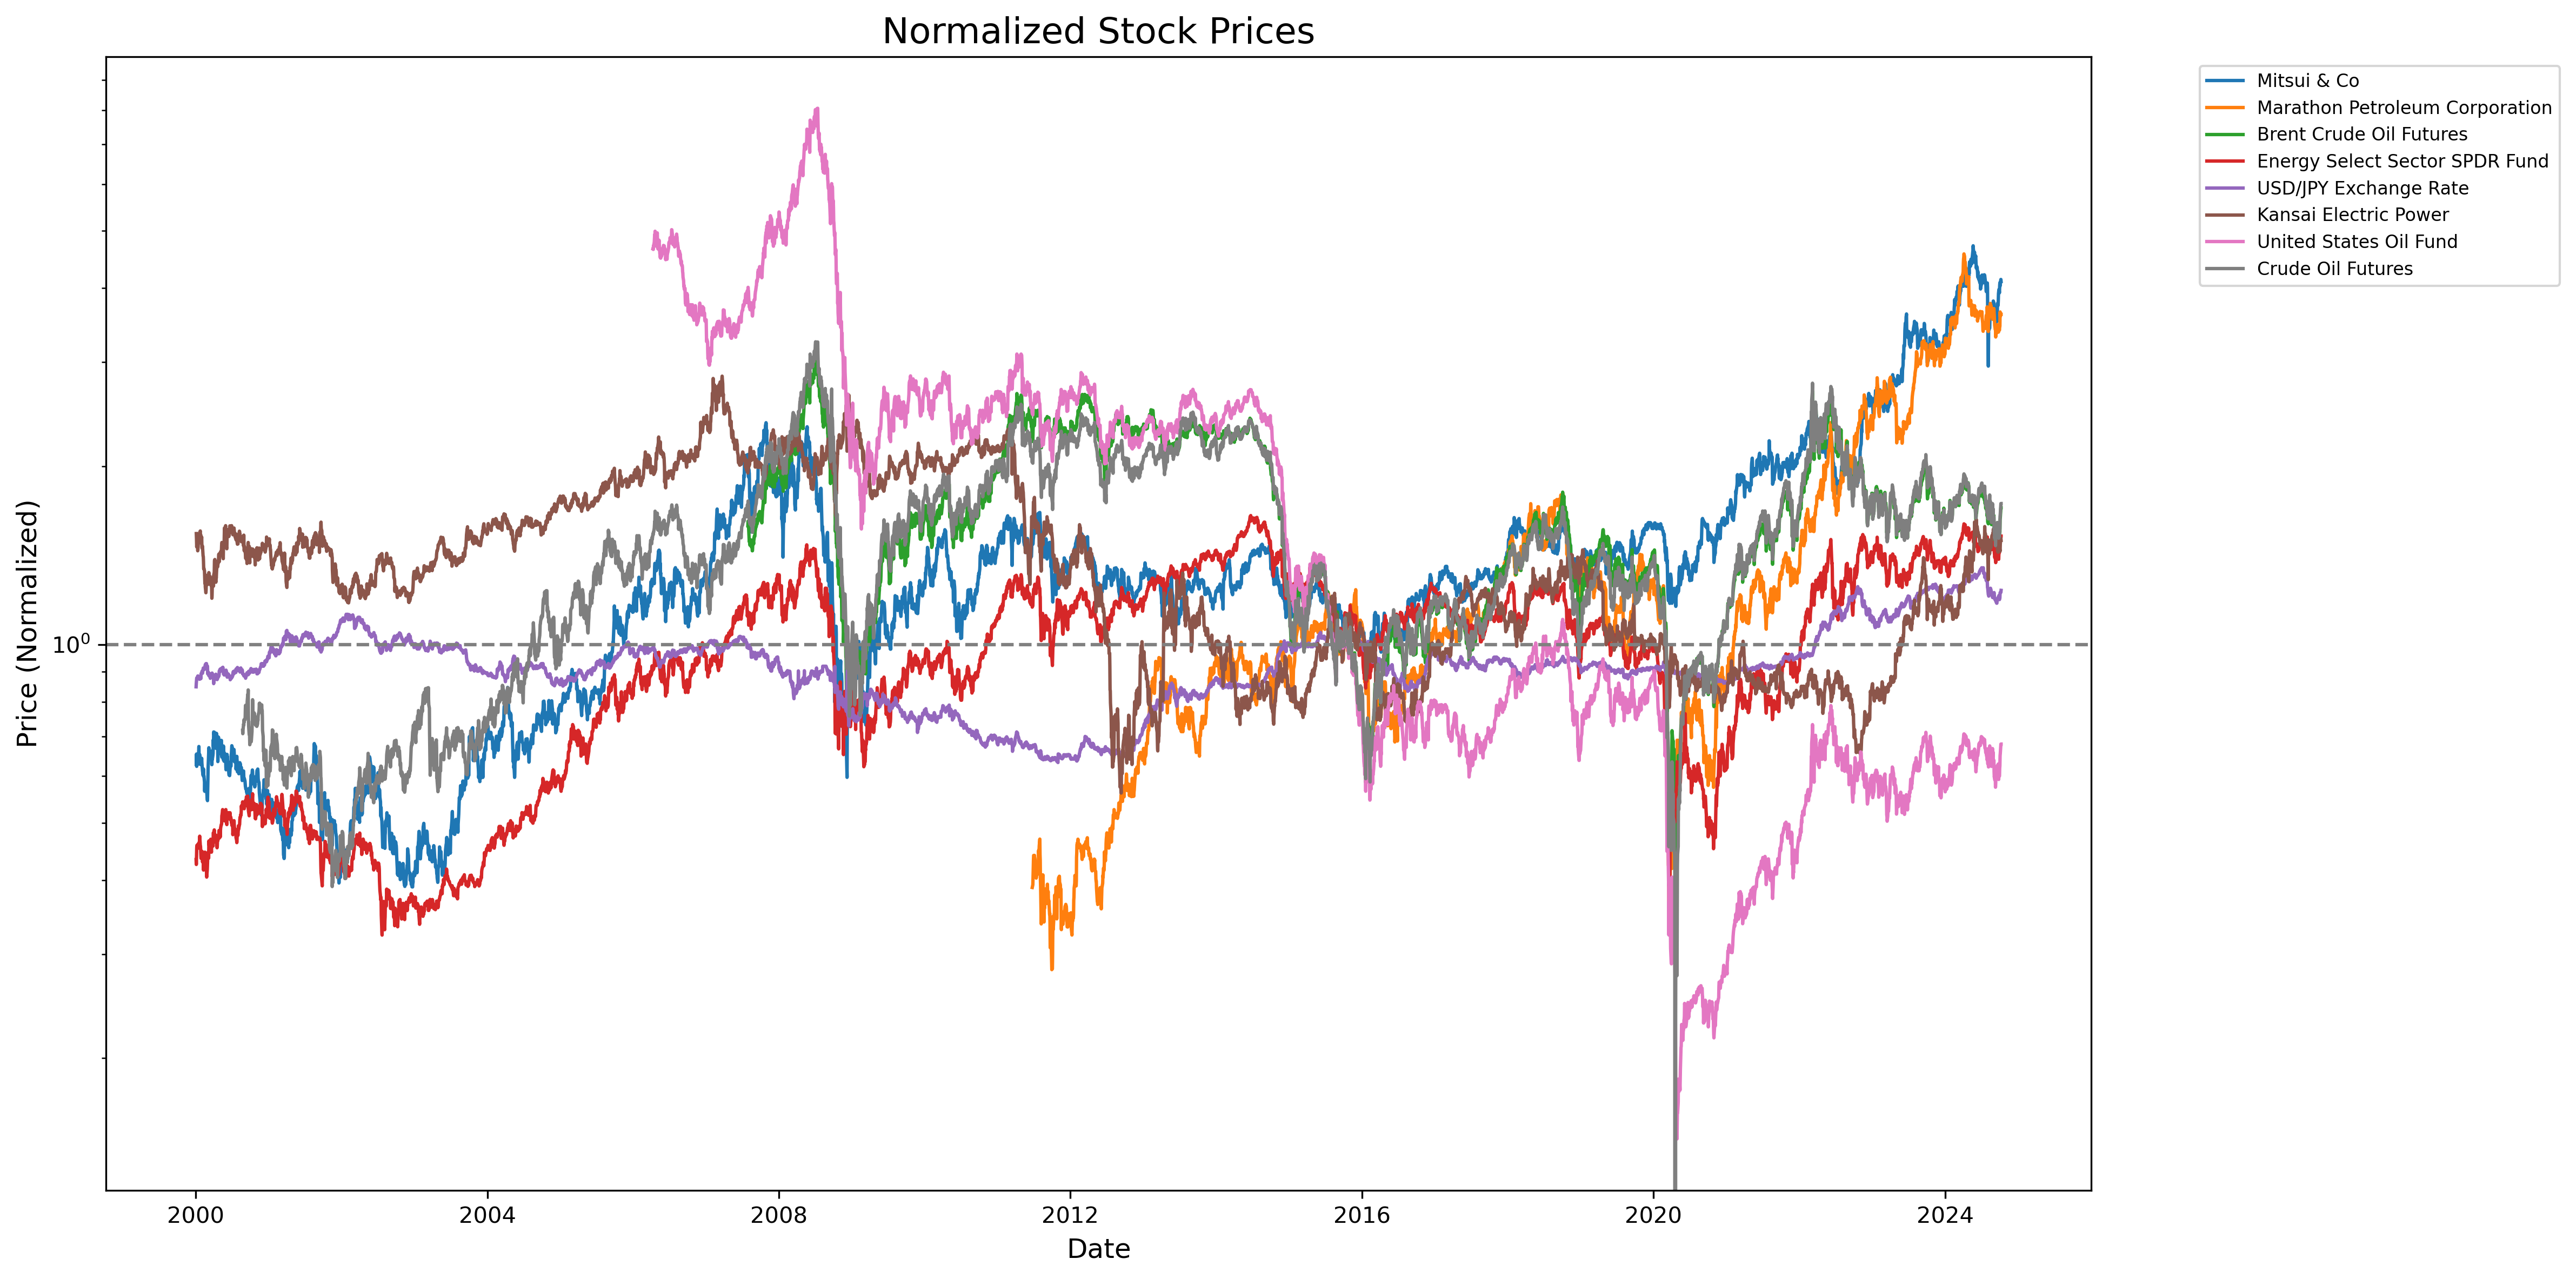 Normalized Stock Prices
Price (Normalized)
10⁰
2000
2004
2008
2012
2016
2020
2024
Date
Mitsui & Co
Marathon Petroleum Corporation
Brent Crude Oil Futures
Energy Select Sector SPDR Fund
USD/JPY Exchange Rate
Kansai Electric Power
United States Oil Fund
Crude Oil Futures